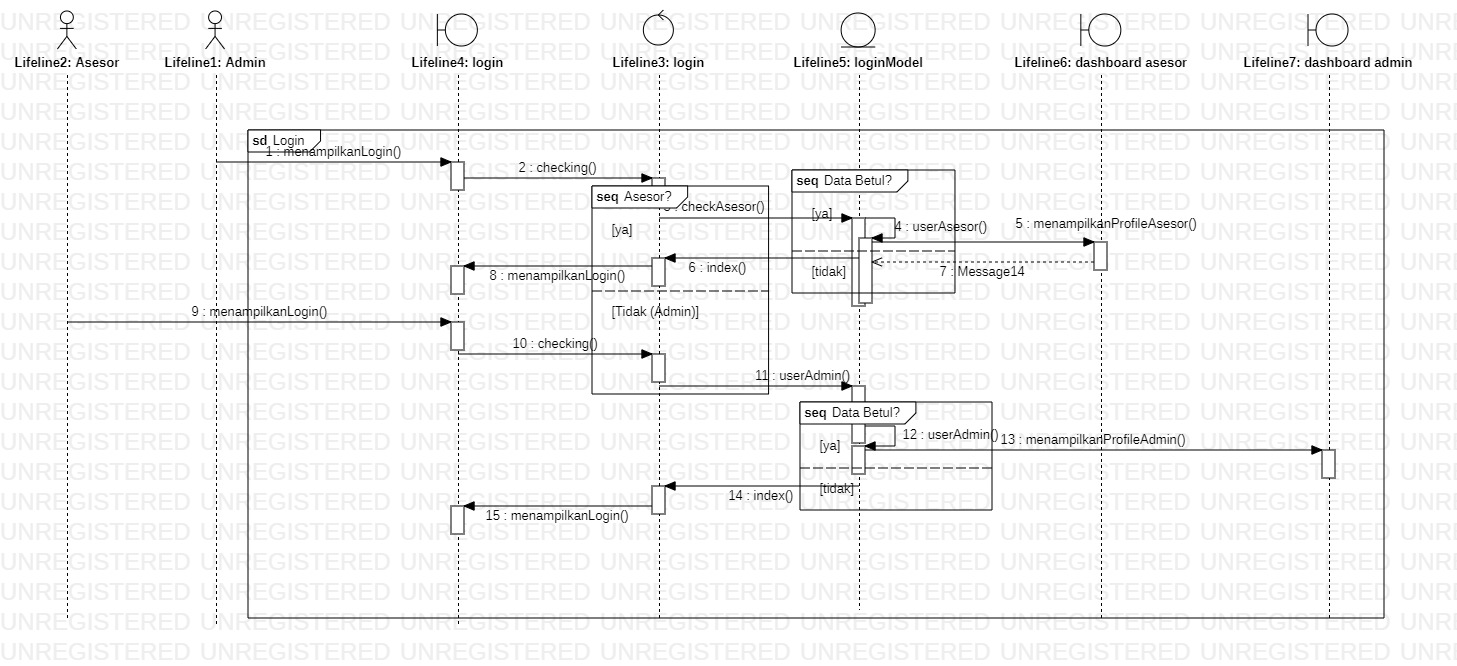 Lifeline2: Asesor
Lifeline1: Admin
Lifeline4: login
Lifeline3: login
Lifeline5: loginModel
Lifeline6: dashboard asesor
Lifeline7: dashboard admin
sd Login
1 : menampilkanLogin()
2 : checking()
seq Data Betul?
seq Asesor?
checkAsesor()
[ya]
[ya]
4 : userAsesor()
5 : menampilkanProfileAsesor()
6 : index()
[tidak]
7 : Message14
8 : menampilkanLogin()
9 : menampilkanLogin()
[Tidak (Admin)]
10 : checking()
11 : userAdmin()
seq Data Betul?
12 : userAdmin()
13 : menampilkanProfileAdmin()
[ya]
[tidak]
14 : index()
15 : menampilkanLogin()
UNREGISTERED